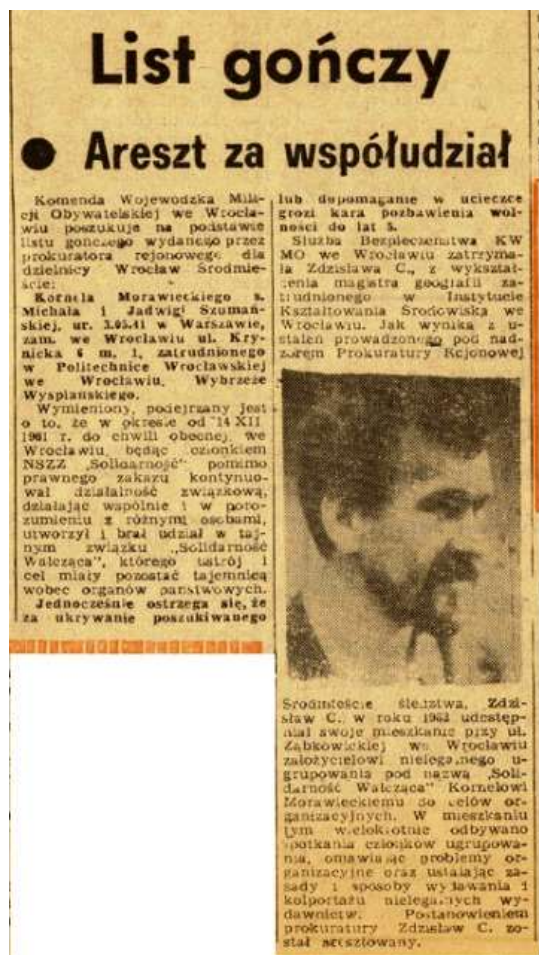 List gończy
● Areszt za współudział
Komenda Wojewódzka Mili-
cji Obywatelskiej we Wrocła-
wiu poszukuje na podstawie
listu gończego wydanego przez
prokuratora rejonowego dla
dzielnicy Wrocław Śródmie-
ście:
Kornela Morawieckiego s.
Michała i Jadwigi Szumań-
skiej, ur. 3.05.41 w Warszawie,
zam. we Wrocławiu ul. Kry-
nicka 6 m. 1, zatrudnionego
w Politechnice Wrocławskiej
we Wrocławiu, Wybrzeże
Wyspiańskiego.
Wymieniony, podejrzany jest
o to, że w okresie od 14 XII
1981 r. do chwili obecnej, we
Wrocławiu, będąc członkiem
NSZZ „Solidarność" pomimo
prawnego zakazu kontynuo-
wał działalność związkową,
działając wspólnie i w poro-
zumieniu z różnymi osobami,
utworzył i brał udział w taj-
nym związku „Solidarność
Walcząca", którego ustrój i
cel miały pozostać tajemnicą
wobec organów państwowych.
Jednocześnie ostrzega się, że
za ukrywanie poszukiwanego
lub dopomaganie w ucieczce
grozi kara pozbawienia wol-
ności do lat 5.
Służba Bezpieczeństwa KW
MO we Wrocławiu zatrzyma-
ła Zdzisława C., z wykształ-
cenia magistra geografii za-
trudnionego w Instytucie
Kształtowania Środowiska we
Wrocławiu. Jak wynika z u-
staleń prowadzonego pod nad-
zorem Prokuratury Rejonowej
Śródmieście śledztwa, Zdzi-
sław C. w roku 1982 udostęp-
niał swoje mieszkanie przy ul.
Ząbkowickiej we Wrocławiu
założycielowi nielegalnego u-
grupowania pod nazwą „Soli-
darność Walcząca" Kornelowi
Morawieckiemu do celów or-
ganizacyjnych. W mieszkaniu
tym wielokrotnie odbywano
spotkania członków ugrupowa-
nia, omawiając problemy or-
ganizacyjne oraz ustalając za-
sady i sposoby wydawania i
kolportażu nielegalnych wy-
dawnictw. Postanowieniem
prokuratury Zdzisław C. zo-
stał aresztowany.